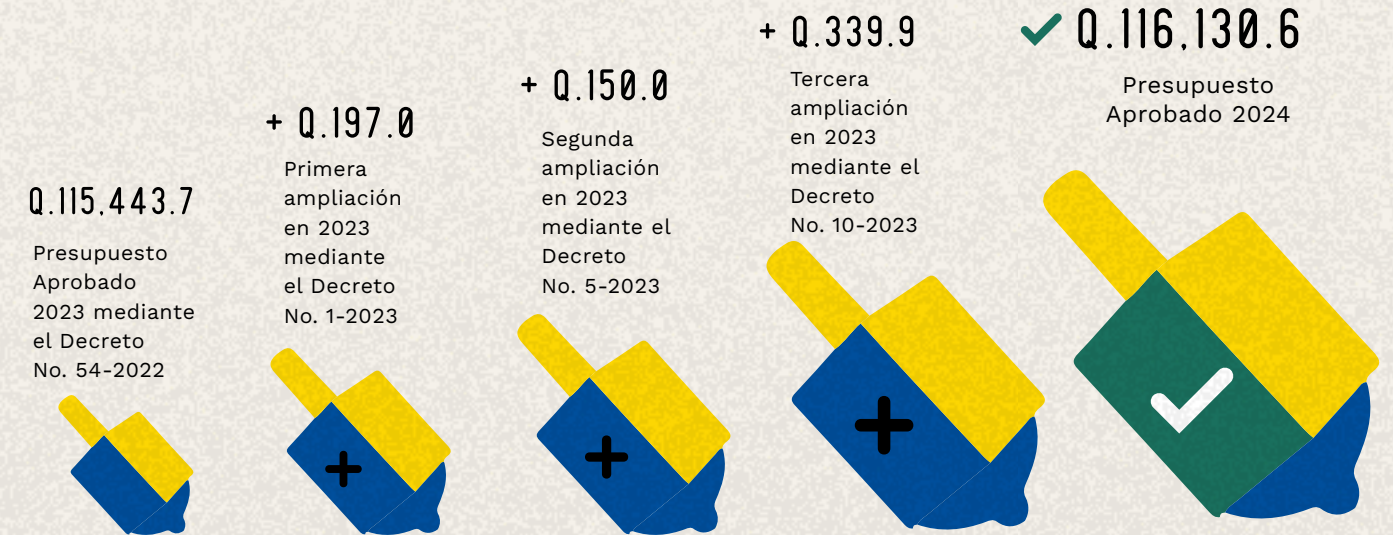 Q.115,443.7
Presupuesto
Aprobado
2023 mediante
el Decreto
No. 54-2022
+ Q.197.0
Primera
ampliación
en 2023
mediante
el Decreto
No. 1-2023
+ Q.150.0
Segunda
ampliación
en 2023
mediante el
Decreto
No. 5-2023
+ Q.339.9
Tercera
ampliación
en 2023
mediante el
Decreto
No. 10-2023
Q.116,130.6
Presupuesto
Aprobado 2024